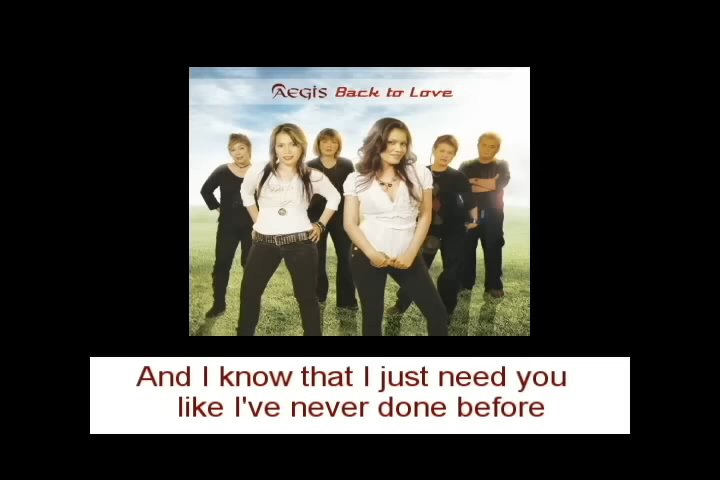 AEGIS Back to Love
And I know that I just need you
like I've never done before